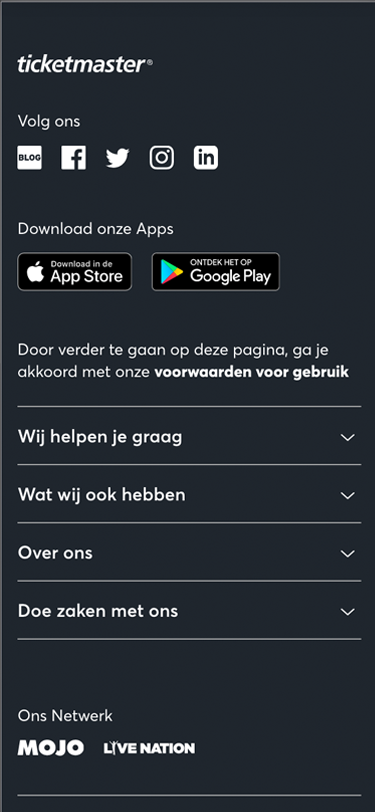 ticketmaster®
Volg ons
BLOG
Download onze Apps
Download in de
App Store
ONTDEK HET OP
Google Play
Door verder te gaan op deze pagina, ga je
akkoord met onze voorwaarden voor gebruik
Wij helpen je graag
Wat wij ook hebben
Over ons
Doe zaken met ons
Ons Netwerk
MOJO LIVE NATION